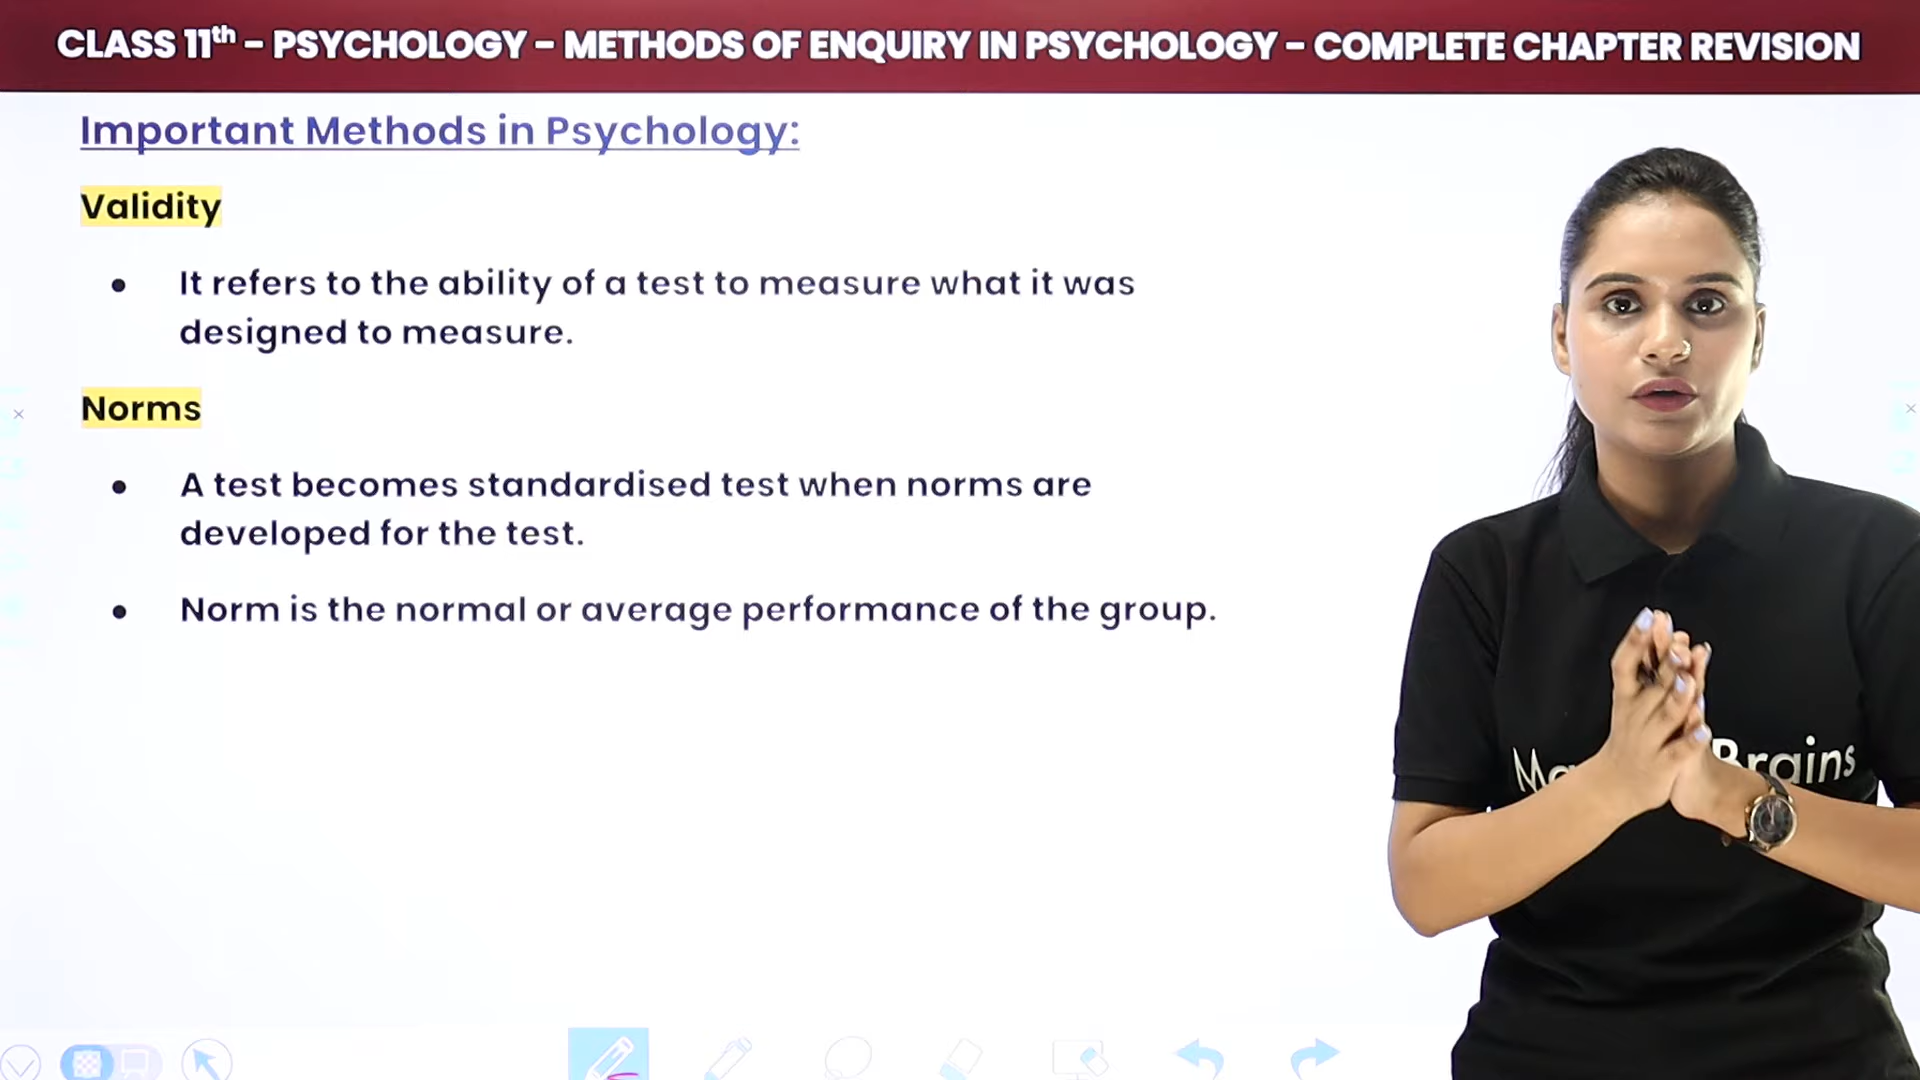 CLASS 11th – PSYCHOLOGY – METHODS OF ENQUIRY IN PSYCHOLOGY – COMPLETE CHAPTER REVISION
Important Methods in Psychology:
Validity
• It refers to the ability of a test to measure what it was
designed to measure.
Norms
• A test becomes standardised test when norms are
developed for the test.
• Norm is the normal or average performance of the group.
Brains